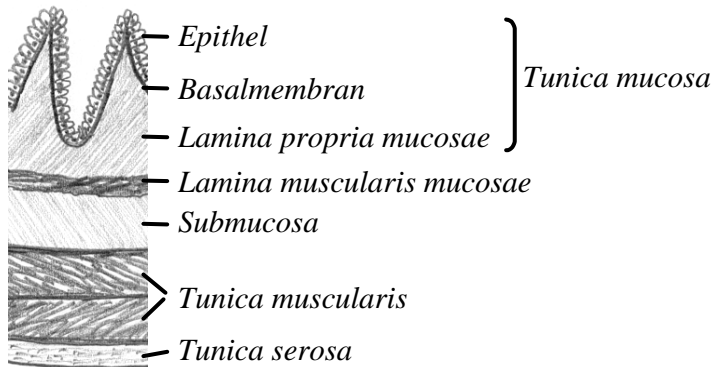 Epithel
Basalmembran
Lamina propria mucosae
Tunica mucosa
Lamina muscularis mucosae
Submucosa
Tunica muscularis
Tunica serosa